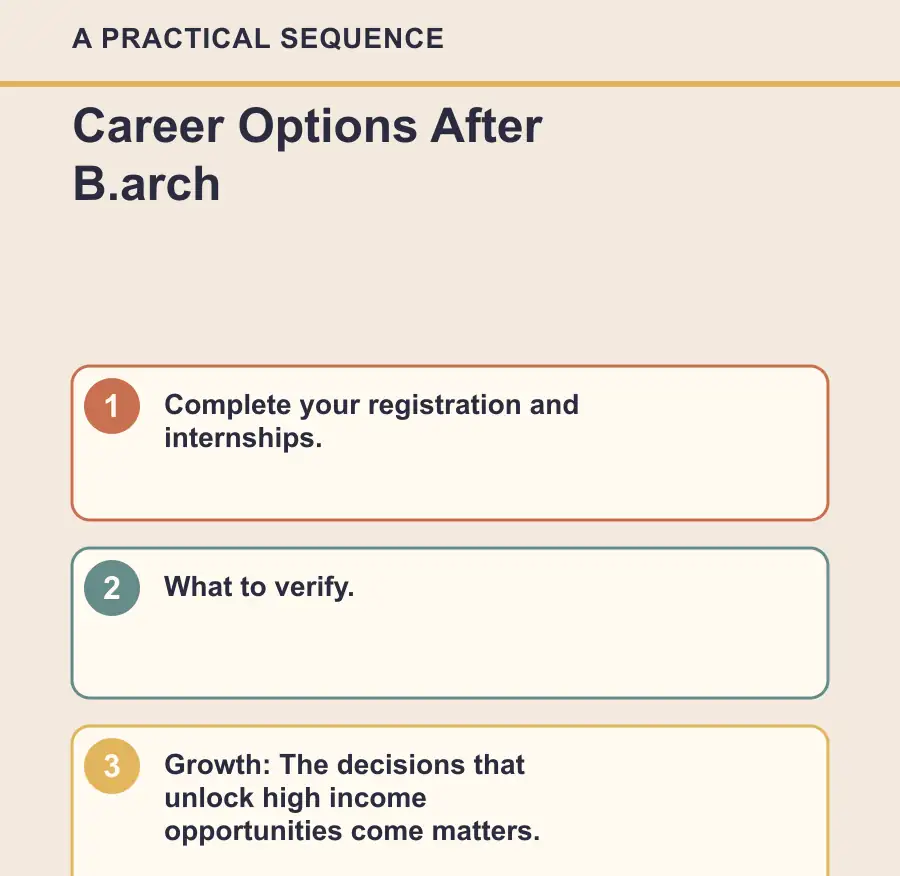 A PRACTICAL SEQUENCE
Career Options After
B.arch
1
Complete your registration and
internships.
2
What to verify.
3
Growth: The decisions that
unlock high income
opportunities come matters.